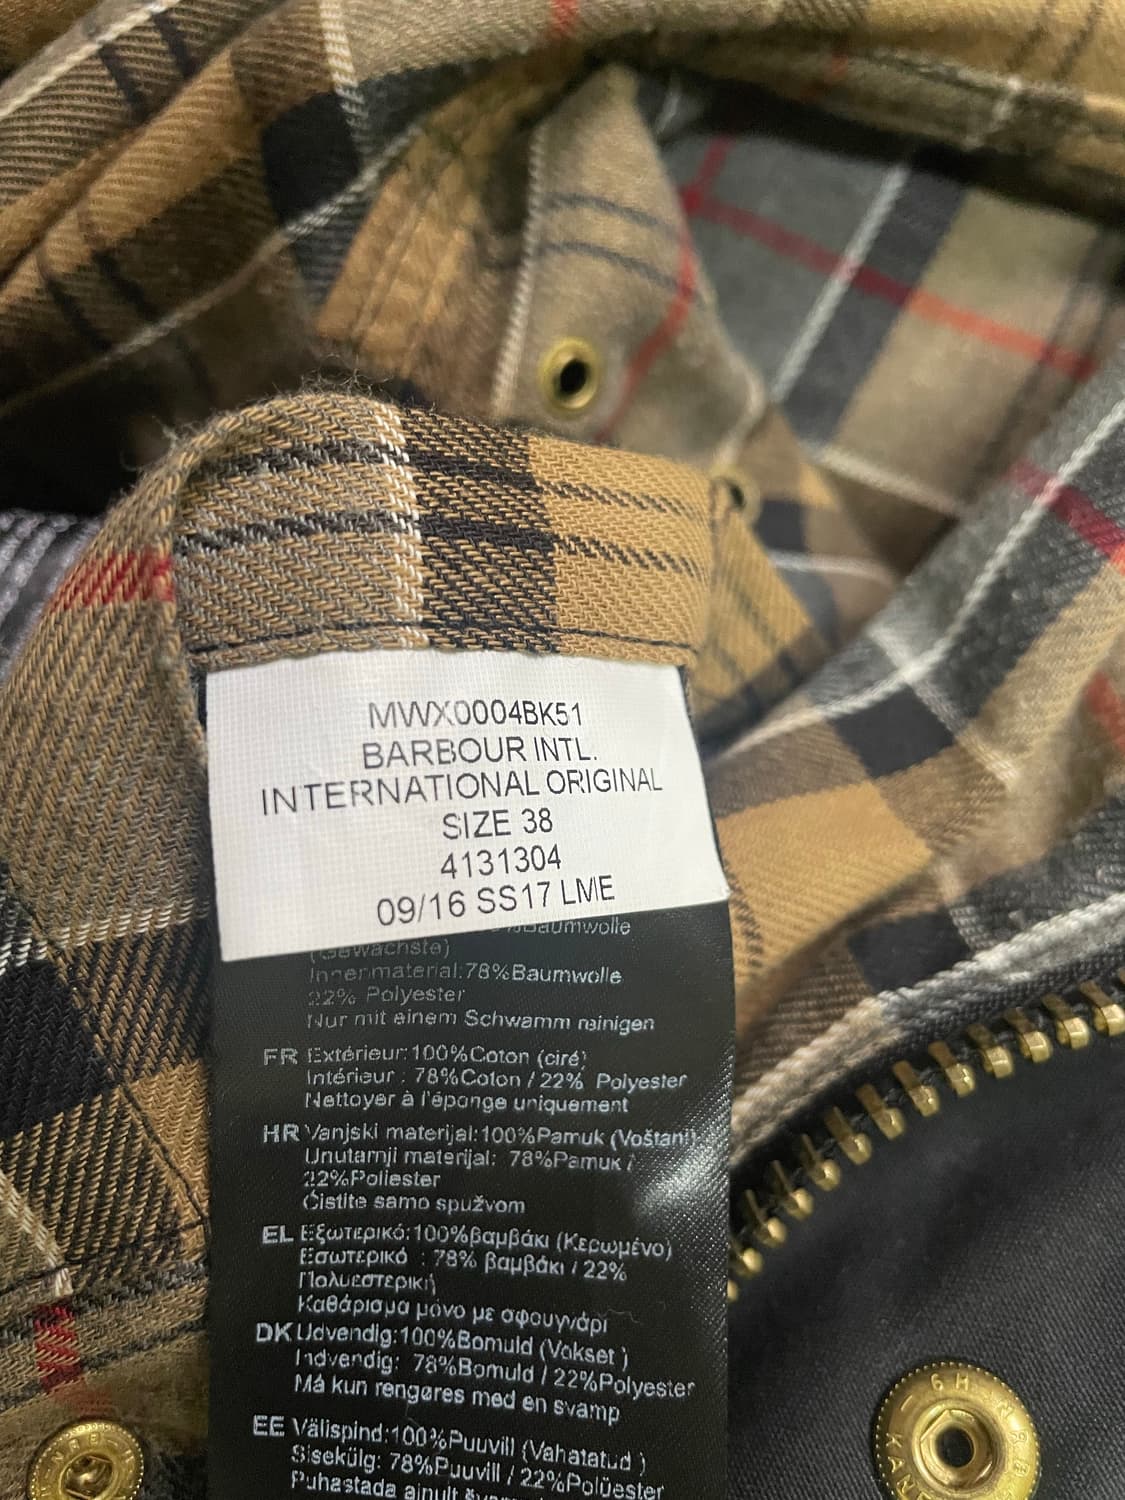 MWX0004BK51
BARBOUR INTL.
INTERNATIONAL ORIGINAL
SIZE 38
4131304
09/16 SS17 LME
Baumwolle
(Gewachste)
Innenmaterial:78%Baumwolle
22% Polyester
Nur mit einem Schwamm reinigen
FR Extérieur:100%Coton (ciré)
Intérieur : 78%Coton / 22% Polyester
Nettoyer à l'éponge uniquement
HR Vanjski materijal:100%Pamuk (Voštani)
Unutarnji materijal: 78%Pamuk /
22%Poliester
Čistite samo spužvom
EL Εξωτερικό:100%βαμβάκι (Κερωμένο)
Εσωτερικό : 78% βαμβάκι / 22%
Πολυεστερική
Καθάρισμα μόνο με σφουγγάρι
DK Udvendig:100%Bomuld (Vokset )
Indvendig: 78%Bomuld / 22%Polyester
Må kun rengøres med en svamp
EE Välispind:100%Puuvill (Vahatatud )
Sisekülg: 78%Puuvill / 22%Polüester
Puhastada ainult